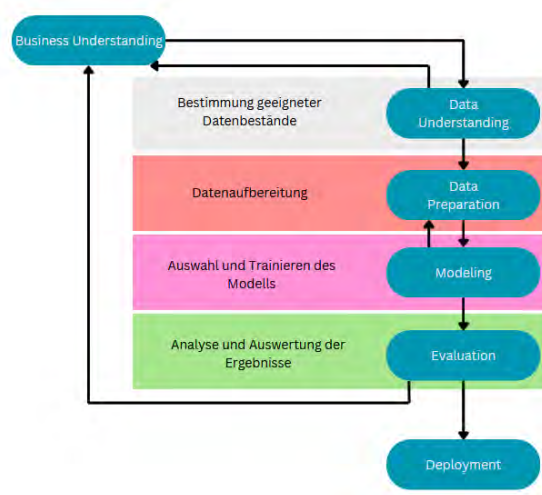 Business Understanding
Bestimmung geeigneter
Datenbestände
Data
Understanding
Datenaufbereitung
Data
Preparation
Auswahl und Trainieren des
Modells
Modeling
Analyse und Auswertung der
Ergebnisse
Evaluation
Deployment